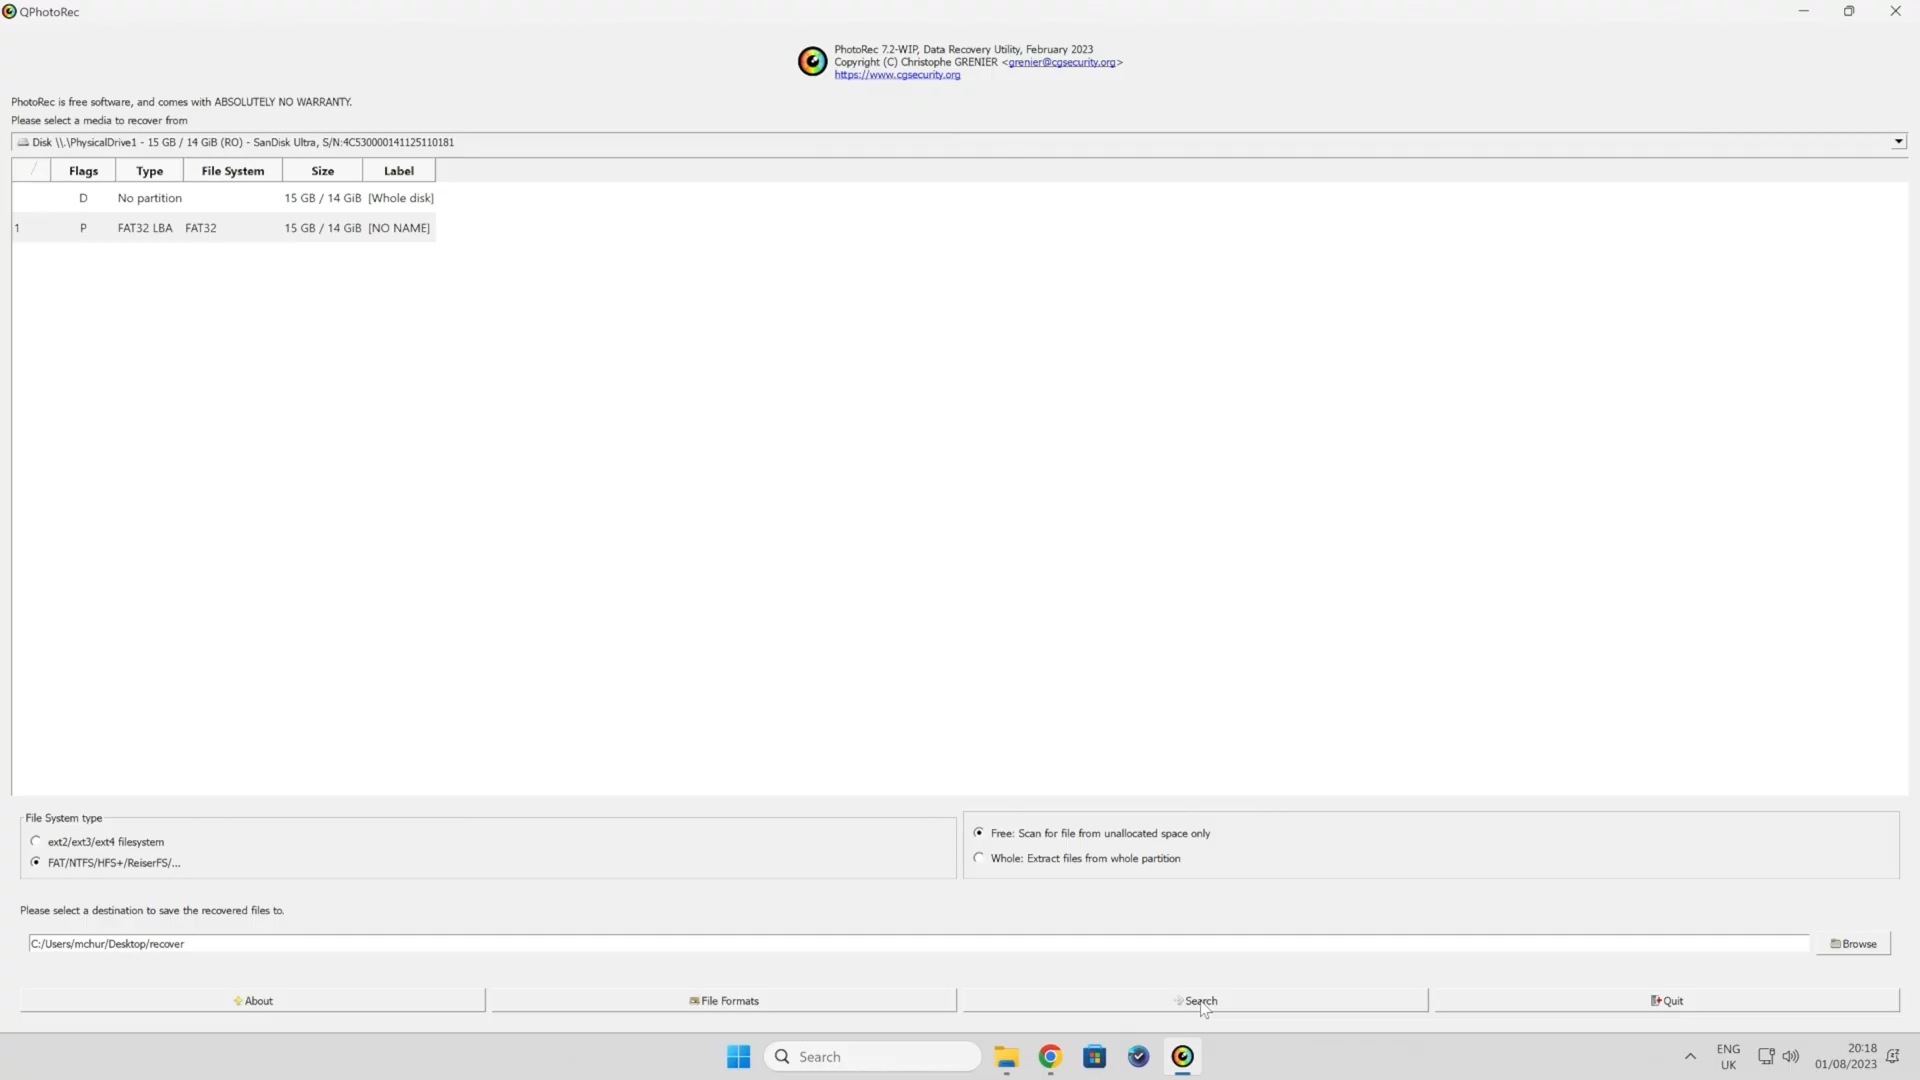 QPhotoRec
PhotoRec 7.2-WIP, Data Recovery Utility, February 2023
Copyright (C) Christophe GRENIER <grenier@cgsecurity.org>
https://www.cgsecurity.org
PhotoRec is free software, and comes with ABSOLUTELY NO WARRANTY.
Please select a media to recover from
Disk \\.\PhysicalDrive1 - 15 GB / 14 GiB (RO) - SanDisk Ultra, S/N:4C530000141125110181
Flags Type File System Size Label
D No partition 15 GB / 14 GiB [Whole disk]
1 P FAT32 LBA FAT32 15 GB / 14 GiB [NO NAME]
File System type
ext2/ext3/ext4 filesystem
FAT/NTFS/HFS+/ReiserFS/...
Free: Scan for file from unallocated space only
Whole: Extract files from whole partition
Please select a destination to save the recovered files to.
C:/Users/mchur/Desktop/recover
Browse
About File Formats Search Quit
Search
ENG
UK
20:18
01/08/2023